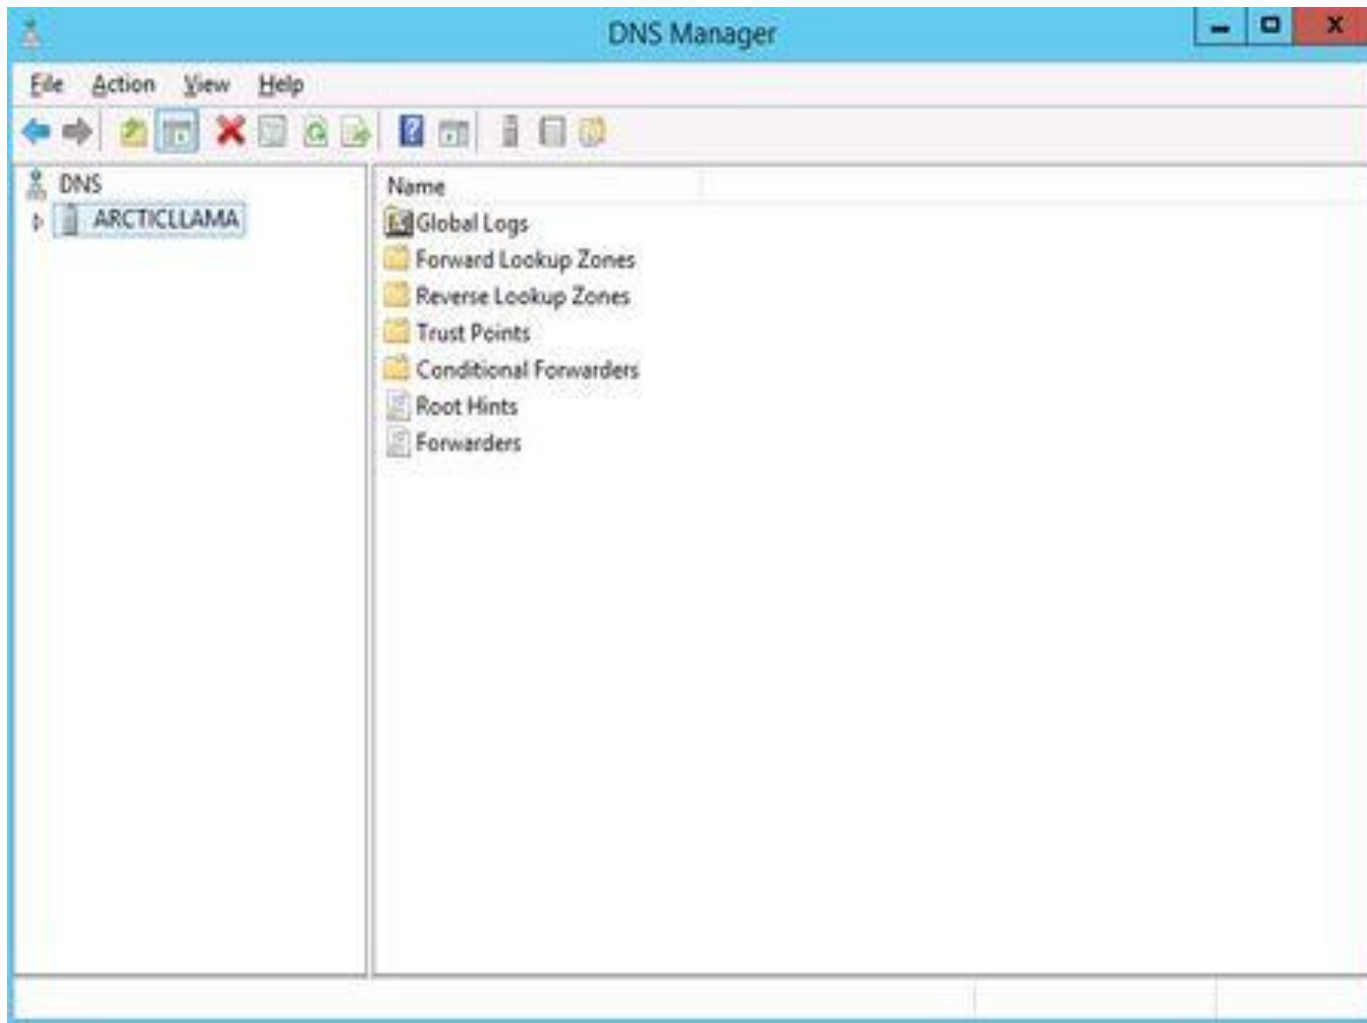 DNS Manager
File Action View Help
DNS
ARCTICLLAMA
Name
Global Logs
Forward Lookup Zones
Reverse Lookup Zones
Trust Points
Conditional Forwarders
Root Hints
Forwarders